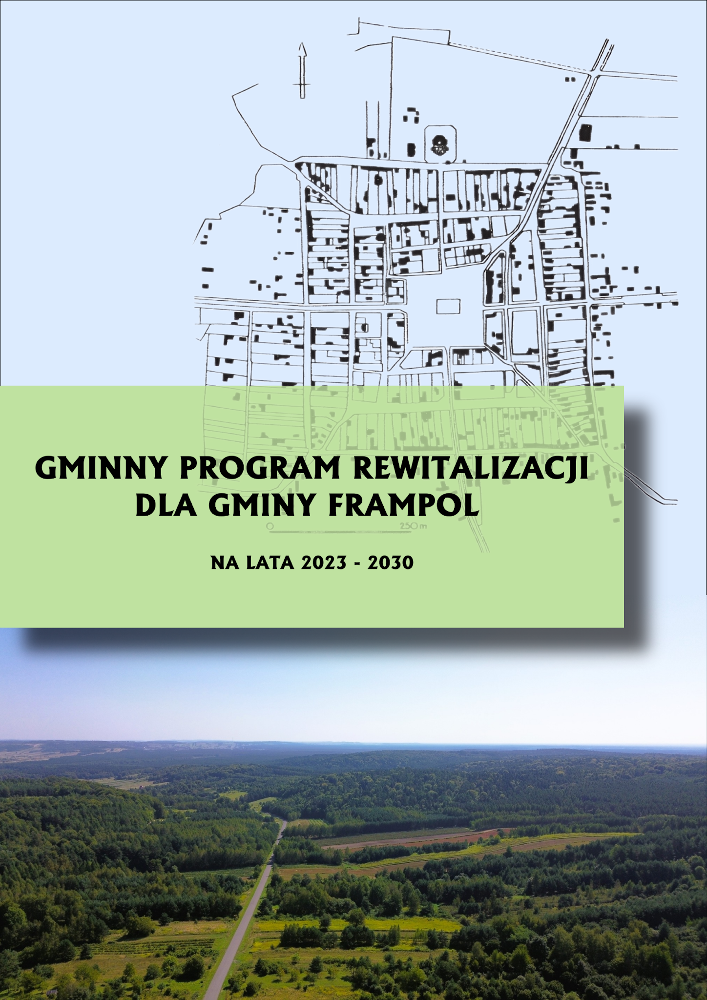 GMINNY PROGRAM REWITALIZACJI
DLA GMINY FRAMPOL
0 250 m
NA LATA 2023 - 2030